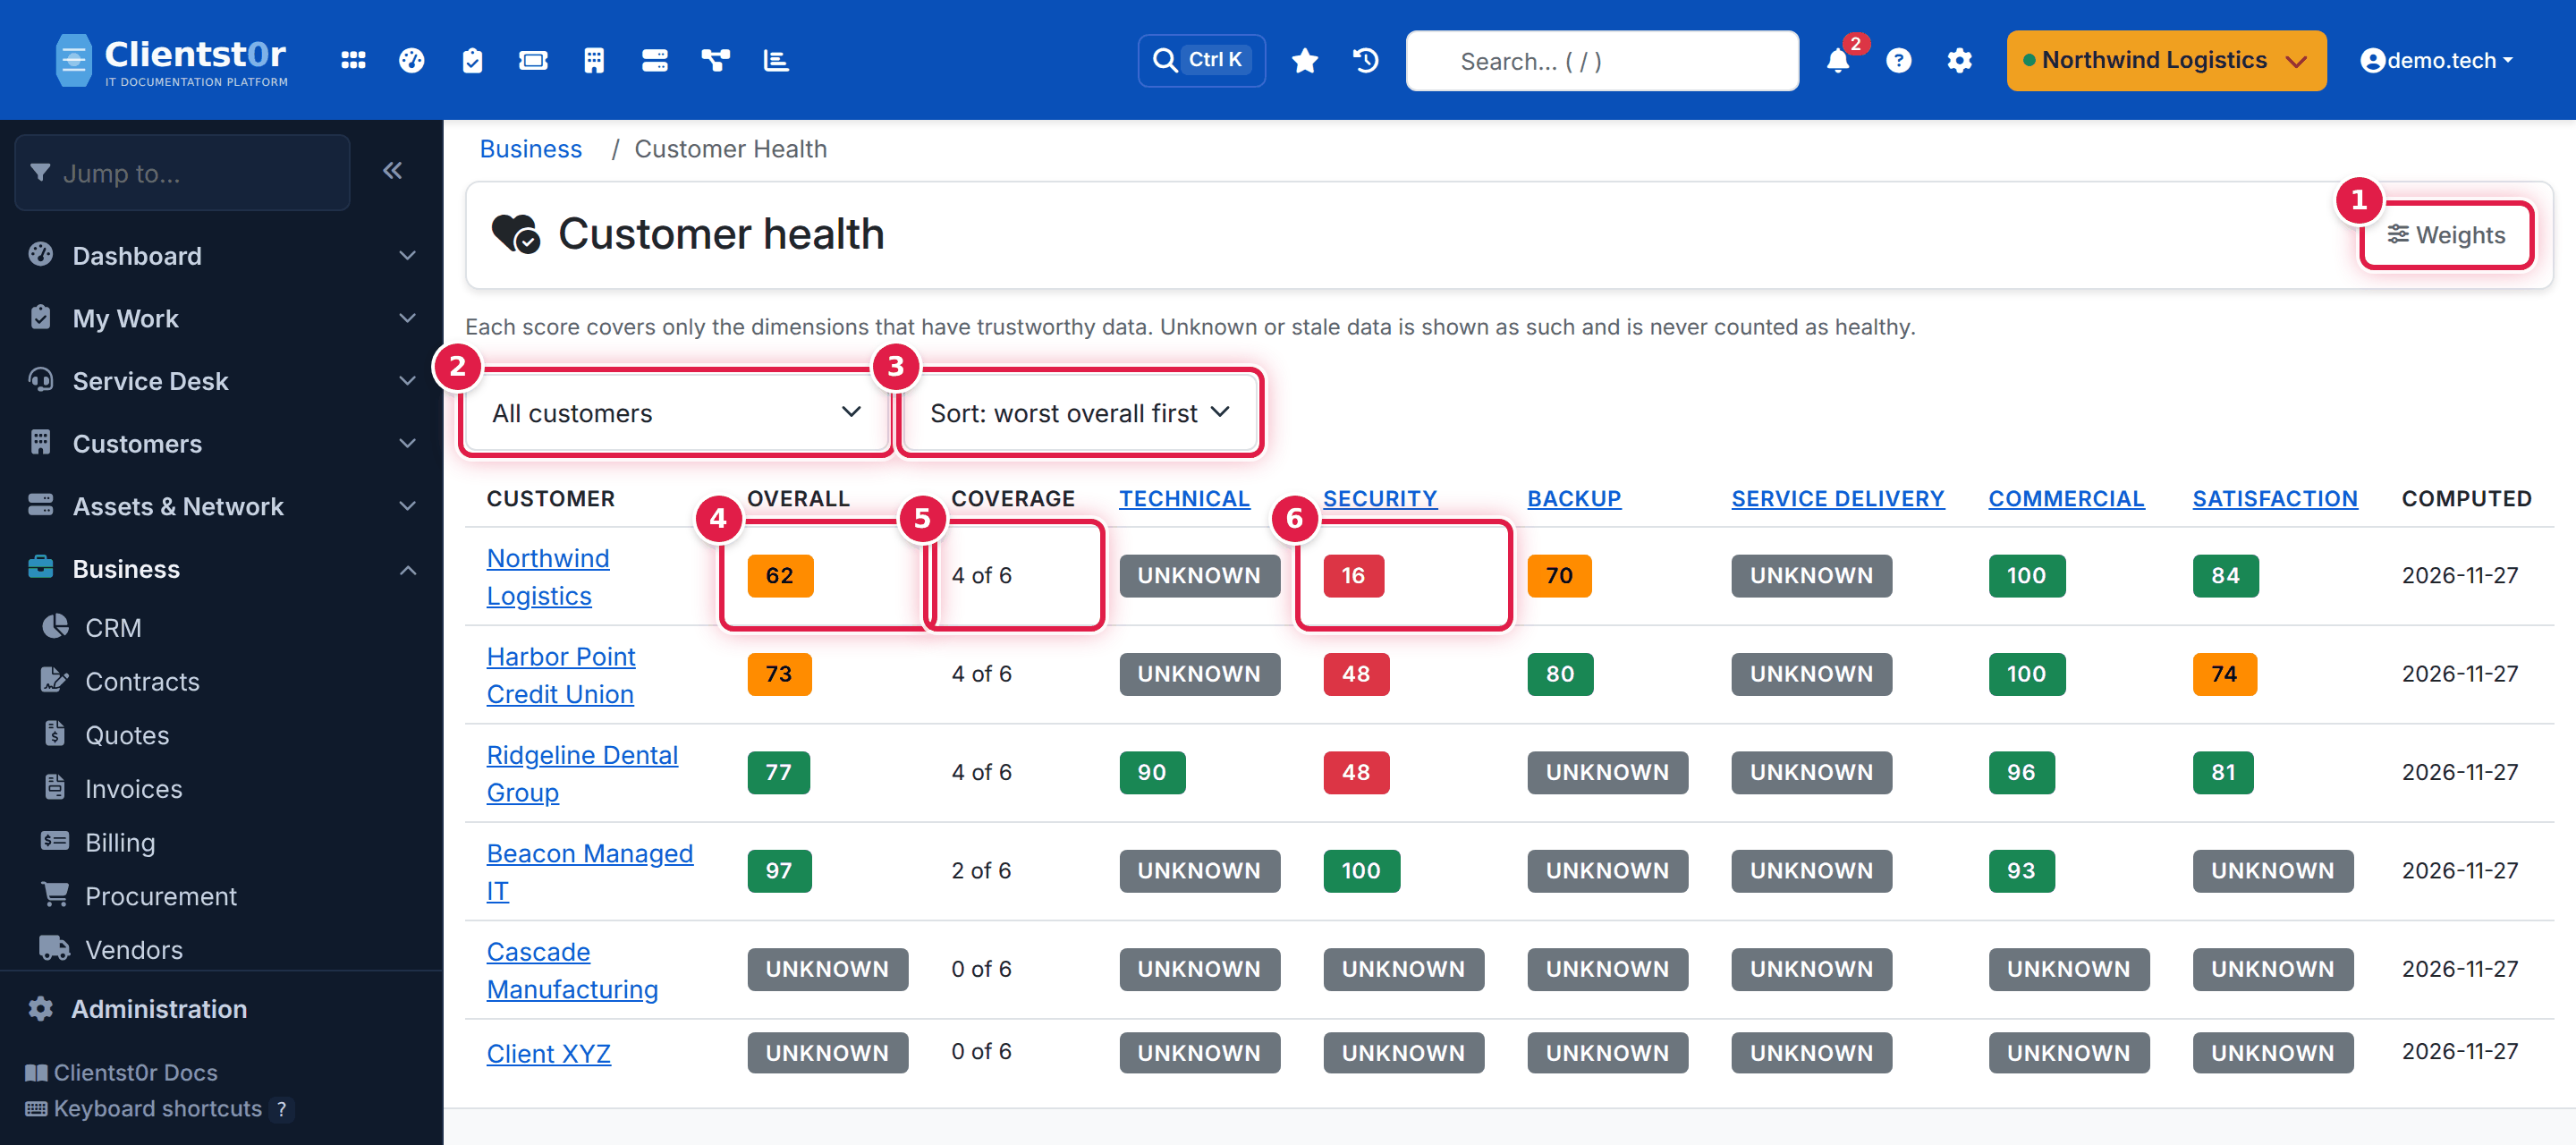 Clientst0r
IT DOCUMENTATION PLATFORM
Ctrl K
Search... ( / )
2
?
Northwind Logistics
demo.tech
Jump to...
Dashboard
My Work
Service Desk
Customers
Assets & Network
Business
CRM
Contracts
Quotes
Invoices
Billing
Procurement
Vendors
Administration
Clientst0r Docs
Keyboard shortcuts ?
Business / Customer Health
Customer health
1
Weights
Each score covers only the dimensions that have trustworthy data. Unknown or stale data is shown as such and is never counted as healthy.
2
All customers
3
Sort: worst overall first
CUSTOMER OVERALL COVERAGE TECHNICAL SECURITY BACKUP SERVICE DELIVERY COMMERCIAL SATISFACTION COMPUTED
4 5 6
Northwind Logistics 62 4 of 6 UNKNOWN 16 70 UNKNOWN 100 84 2026-11-27
Harbor Point Credit Union 73 4 of 6 UNKNOWN 48 80 UNKNOWN 100 74 2026-11-27
Ridgeline Dental Group 77 4 of 6 90 48 UNKNOWN UNKNOWN 96 81 2026-11-27
Beacon Managed IT 97 2 of 6 UNKNOWN 100 UNKNOWN UNKNOWN 93 UNKNOWN 2026-11-27
Cascade Manufacturing UNKNOWN 0 of 6 UNKNOWN UNKNOWN UNKNOWN UNKNOWN UNKNOWN UNKNOWN 2026-11-27
Client XYZ UNKNOWN 0 of 6 UNKNOWN UNKNOWN UNKNOWN UNKNOWN UNKNOWN UNKNOWN 2026-11-27